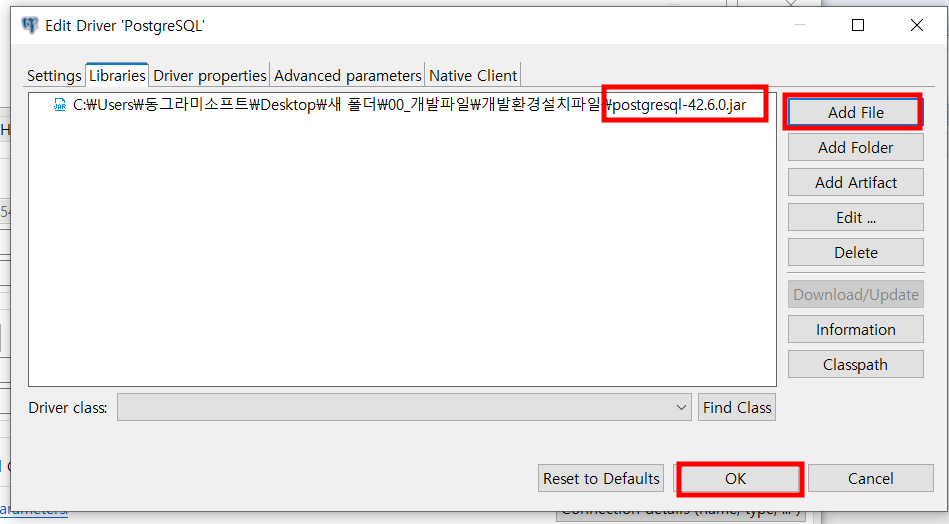 Edit Driver 'PostgreSQL'
Settings Libraries Driver properties Advanced parameters Native Client
C:₩Users₩동그라미소프트₩Desktop₩새 폴더₩00_개발파일₩개발환경설치파일₩postgresql-42.6.0.jar
Add File
Add Folder
Add Artifact
Edit ...
Delete
Download/Update
Information
Classpath
Driver class:
Find Class
Reset to Defaults
OK
Cancel
arameters.